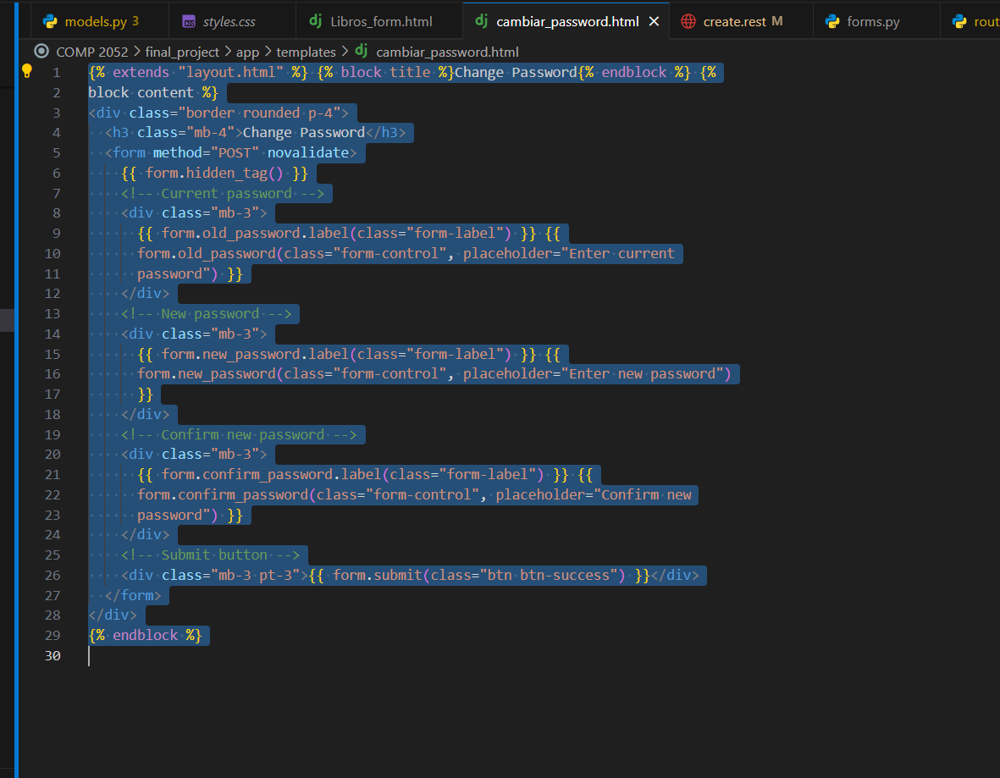 models.py 3 styles.css Libros_form.html cambiar_password.html create.rest M forms.py rout
COMP 2052 > final_project > app > templates > cambiar_password.html
1 {% extends "layout.html" %} {% block title %}Change Password{% endblock %} {%
2 block content %}
3 <div class="border rounded p-4">
4 <h3 class="mb-4">Change Password</h3>
5 <form method="POST" novalidate>
6 {{ form.hidden_tag() }}
7 <!-- Current password -->
8 <div class="mb-3">
9 {{ form.old_password.label(class="form-label") }} {{
10 form.old_password(class="form-control", placeholder="Enter current
11 password") }}
12 </div>
13 <!-- New password -->
14 <div class="mb-3">
15 {{ form.new_password.label(class="form-label") }} {{
16 form.new_password(class="form-control", placeholder="Enter new password")
17 }}
18 </div>
19 <!-- Confirm new password -->
20 <div class="mb-3">
21 {{ form.confirm_password.label(class="form-label") }} {{
22 form.confirm_password(class="form-control", placeholder="Confirm new
23 password") }}
24 </div>
25 <!-- Submit button -->
26 <div class="mb-3 pt-3">{{ form.submit(class="btn btn-success") }}</div>
27 </form>
28 </div>
29 {% endblock %}
30